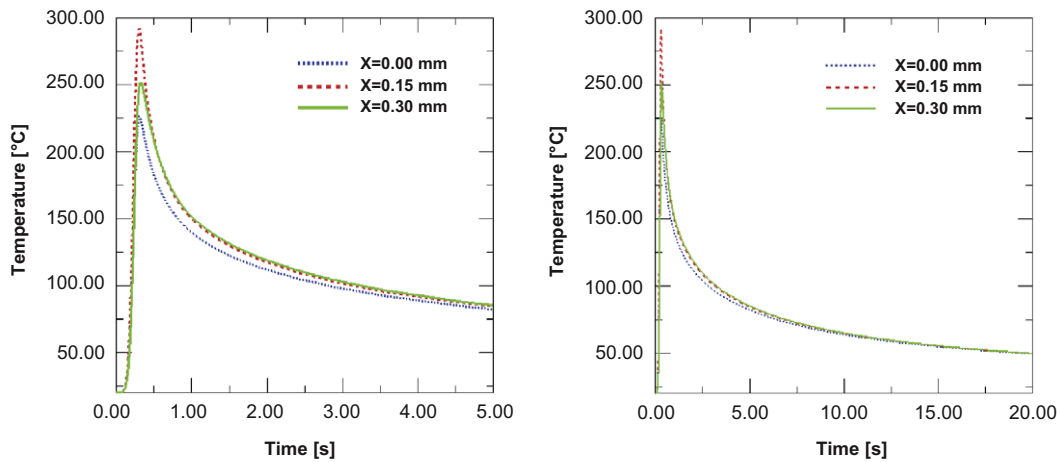 300.00
250.00
200.00
150.00
100.00
50.00
Temperature [°C]
X=0.00 mm
X=0.15 mm
X=0.30 mm
0.00 1.00 2.00 3.00 4.00 5.00
Time [s]
300.00
250.00
200.00
150.00
100.00
50.00
Temperature [°C]
X=0.00 mm
X=0.15 mm
X=0.30 mm
0.00 5.00 10.00 15.00 20.00
Time [s]